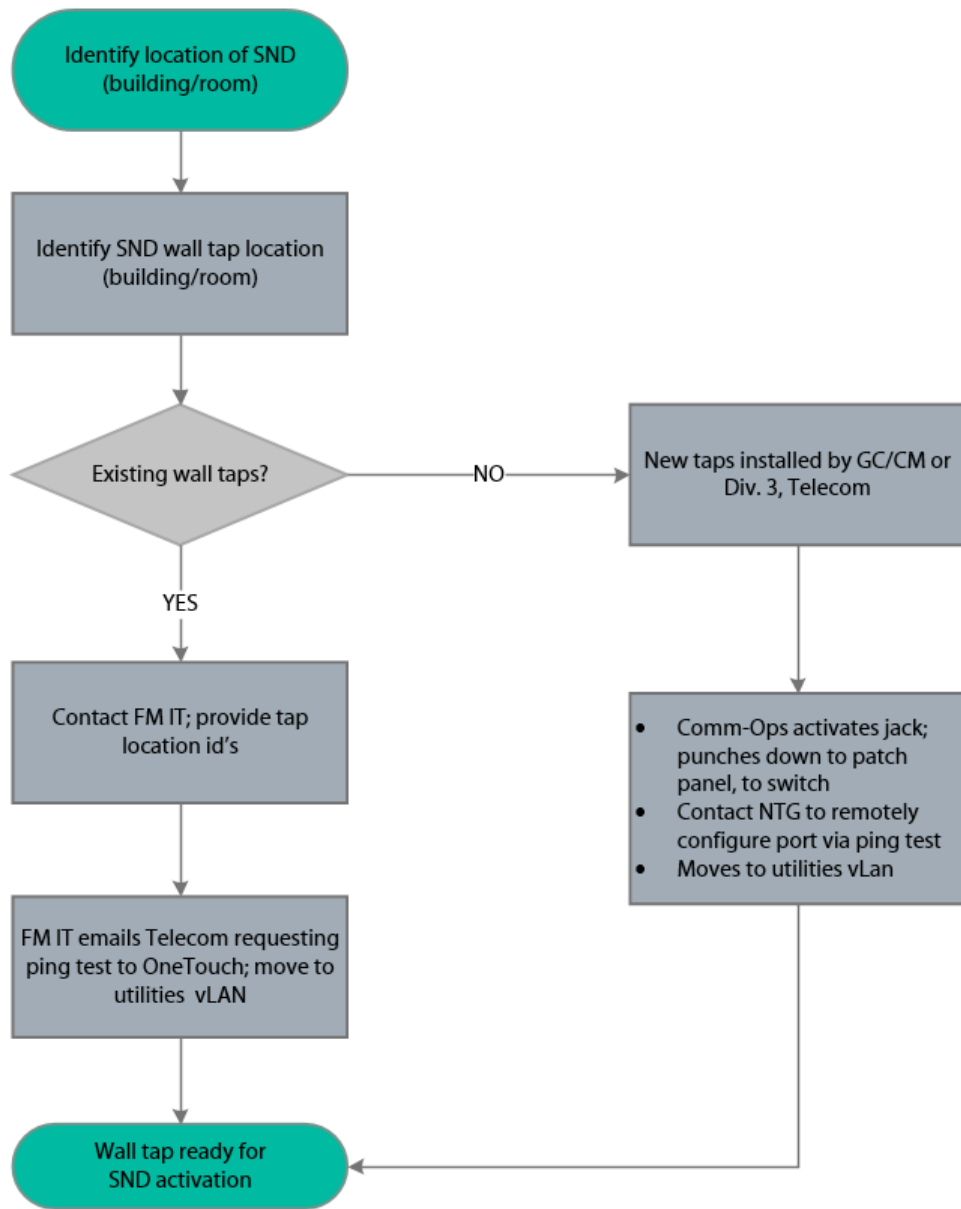 Identify location of SND
(building/room)
Identify SND wall tap location
(building/room)
Existing wall taps?
NO
New taps installed by GC/CM or
Div. 3, Telecom
YES
Contact FM IT; provide tap
location id's
• Comm-Ops activates jack;
punches down to patch
panel, to switch
• Contact NTG to remotely
configure port via ping test
• Moves to utilities vLan
FM IT emails Telecom requesting
ping test to OneTouch; move to
utilities vLAN
Wall tap ready for
SND activation